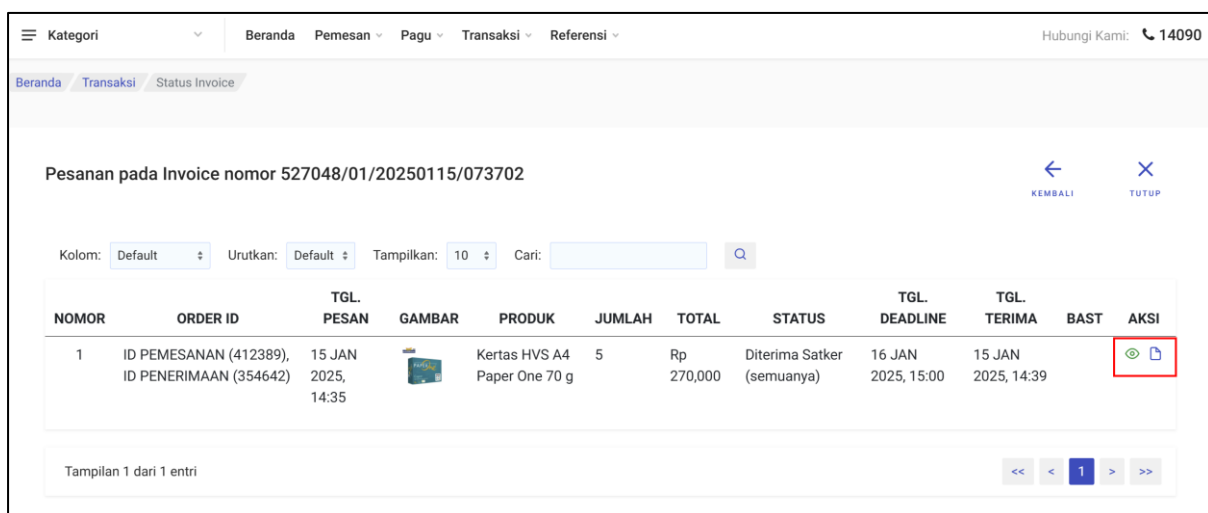 Kategori Beranda Pemesan Pagu Transaksi Referensi Hubungi Kami: 14090
Beranda Transaksi Status Invoice
Pesanan pada Invoice nomor 527048/01/20250115/073702
KEMBALI TUTUP
Kolom: Default Urutkan: Default Tampilkan: 10 Cari:
TGL. TGL. TGL.
NOMOR ORDER ID PESAN GAMBAR PRODUK JUMLAH TOTAL STATUS DEADLINE TERIMA BAST AKSI
1 ID PEMESANAN (412389), 15 JAN Kertas HVS A4 5 Rp Diterima Satker 16 JAN 15 JAN
ID PENERIMAAN (354642) 2025, Paper One 70 g 270,000 (semuanya) 2025, 15:00 2025, 14:39
14:35
Tampilan 1 dari 1 entri << < 1 > >>